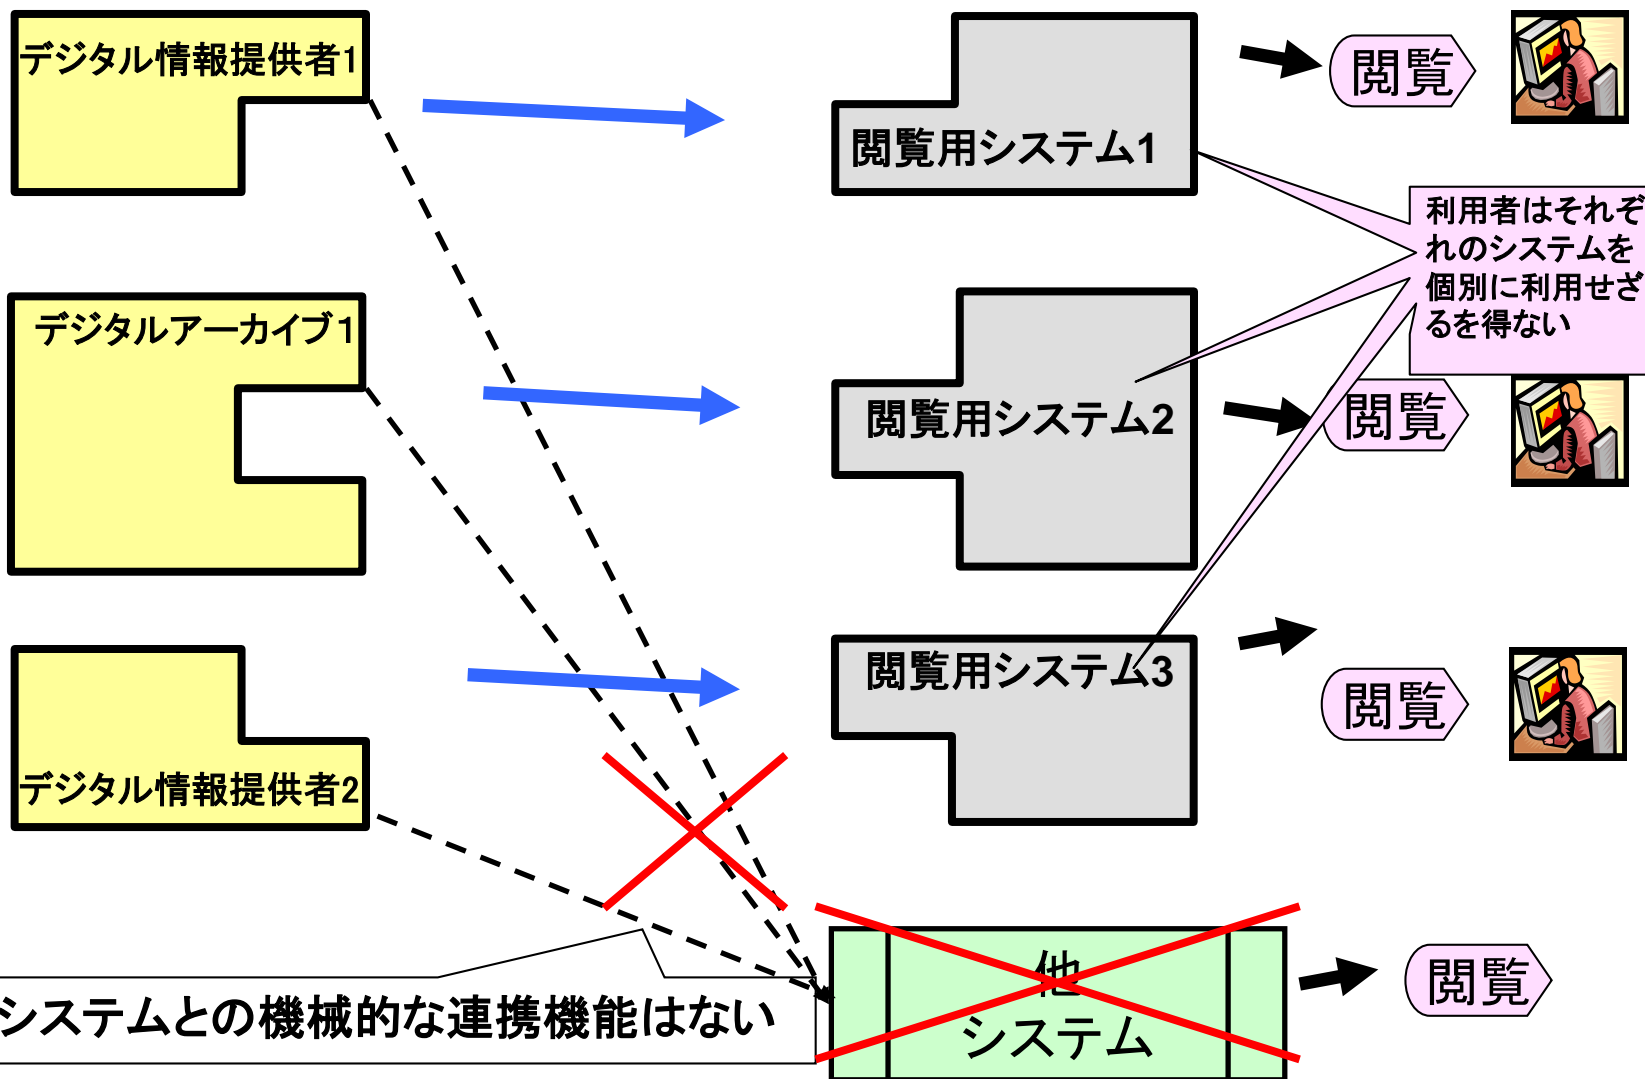 デジタル情報提供者1
閲覧用システム1
閲覧
利用者はそれぞ
れのシステムを
個別に利用せざ
るを得ない
デジタルアーカイブ1
閲覧用システム2
閲覧
デジタル情報提供者2
閲覧用システム3
閲覧
他
システム
閲覧
システムとの機械的な連携機能はない